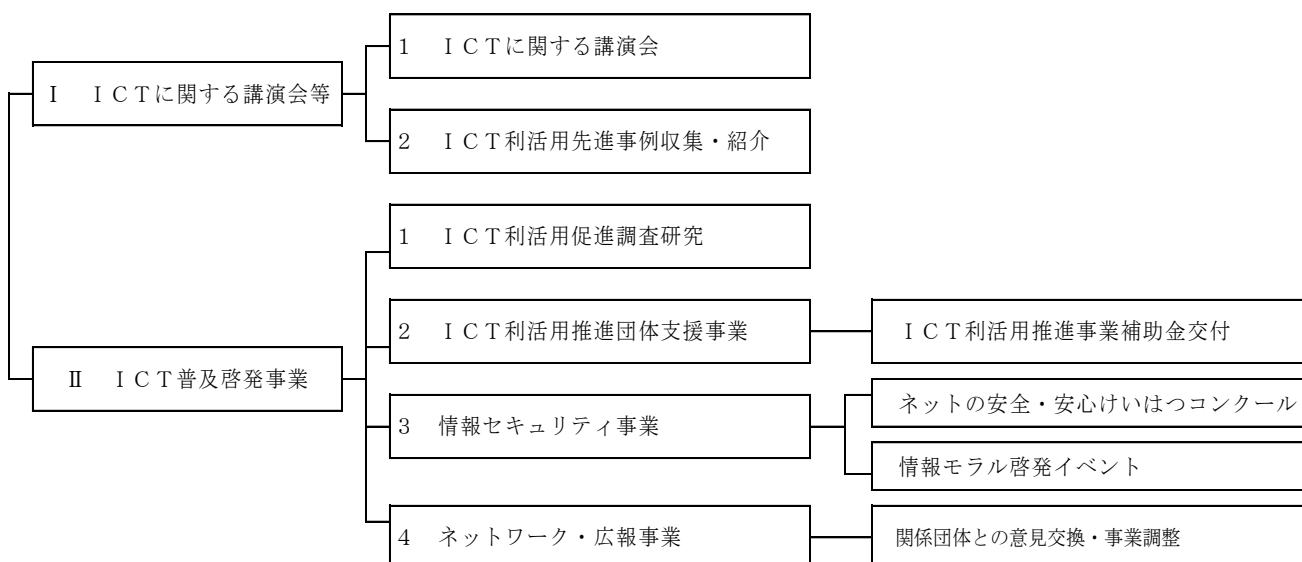 Ⅰ　ＩＣＴに関する講演会等
1　ＩＣＴに関する講演会
2　ＩＣＴ利活用先進事例収集・紹介
Ⅱ　ＩＣＴ普及啓発事業
1　ＩＣＴ利活用促進調査研究
2　ＩＣＴ利活用推進団体支援事業
ＩＣＴ利活用推進事業補助金交付
3　情報セキュリティ事業
ネットの安全・安心けいはつコンクール
情報モラル啓発イベント
4　ネットワーク・広報事業
関係団体との意見交換・事業調整